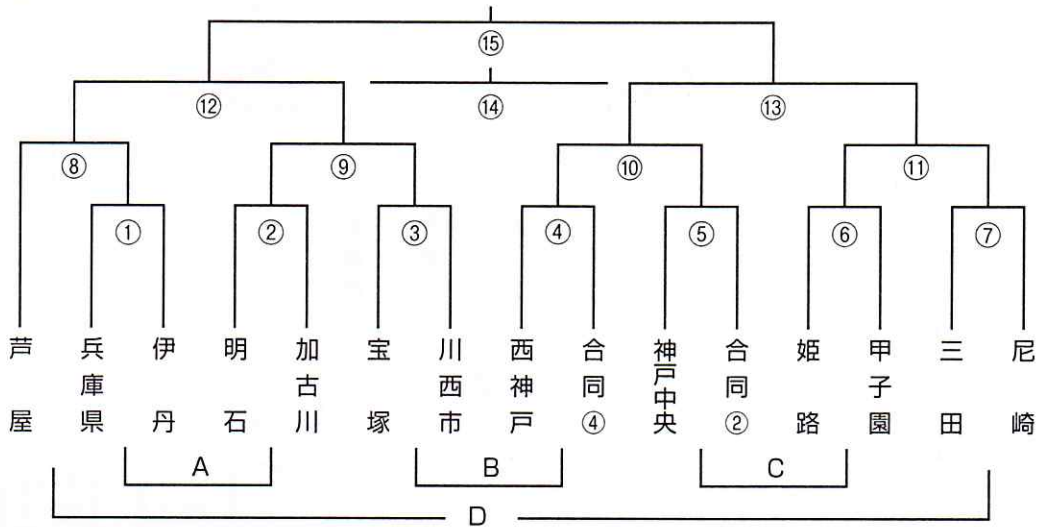 ⑮
⑭
⑫
⑬
⑧
⑨
⑩
⑪
①
②
③
④
⑤
⑥
⑦
芦屋
兵庫県
伊丹
明石
加古川
宝塚
川西市
西神戸
合同④
神戸中央
合同②
姫路
甲子園
三田
尼崎
A
B
C
D